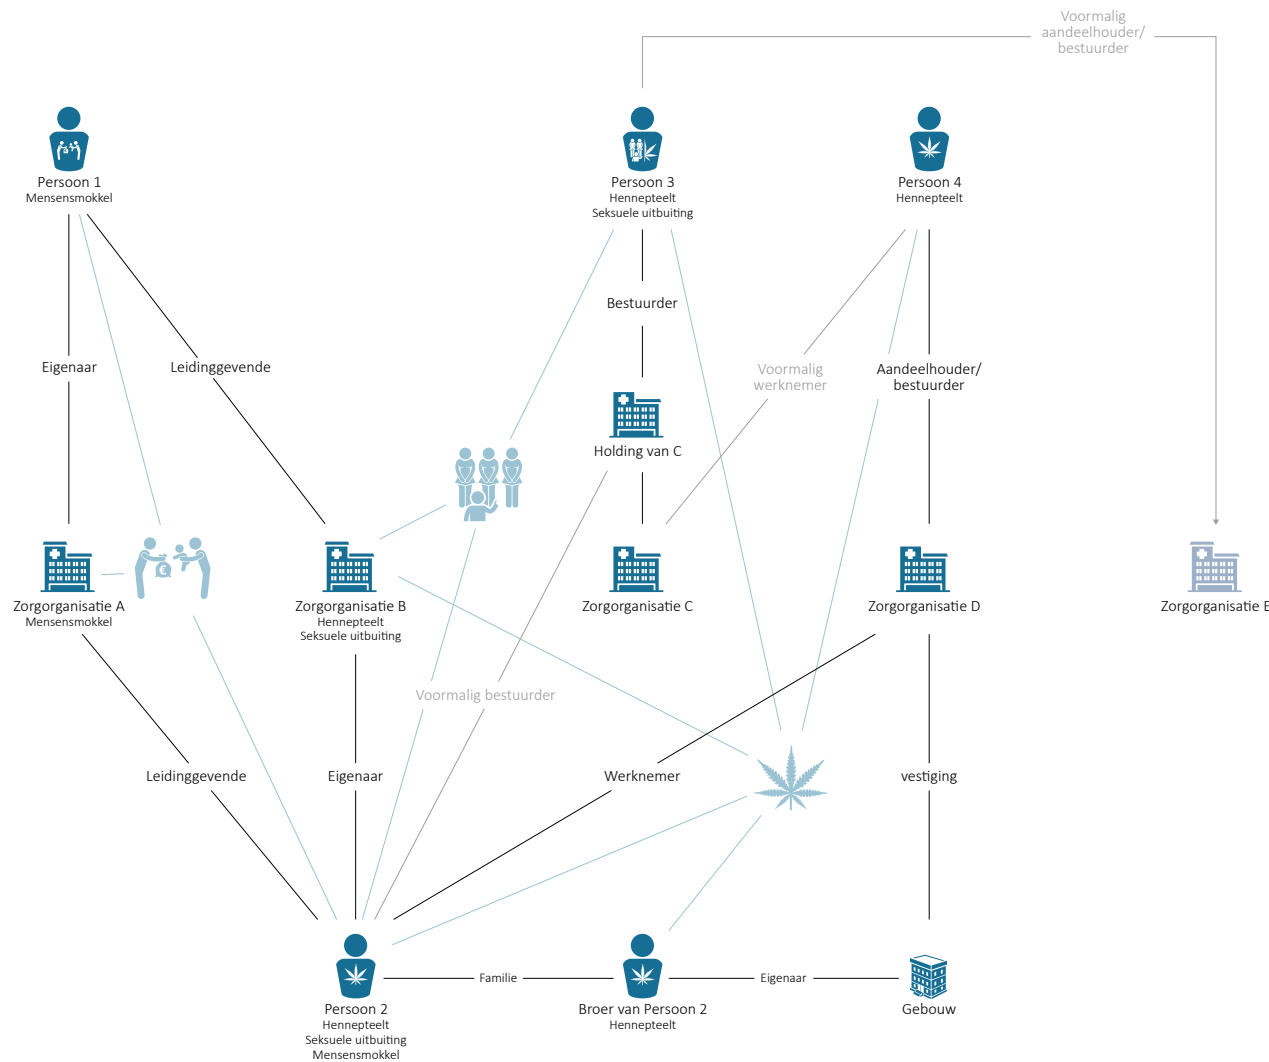 Voormalig
aandeelhouder/
bestuurder
Persoon 1
Mensensmokkel
Persoon 3
Hennepteelt
Seksuele uitbuiting
Persoon 4
Hennepteelt
Bestuurder
Eigenaar
Leidinggevende
Voormalig
werknemer
Aandeelhouder/
bestuurder
Holding van C
Zorgorganisatie A
Mensensmokkel
Zorgorganisatie B
Hennepteelt
Seksuele uitbuiting
Zorgorganisatie C
Zorgorganisatie D
Zorgorganisatie E
Voormalig bestuurder
Leidinggevende
Eigenaar
Werknemer
vestiging
Familie
Eigenaar
Persoon 2
Hennepteelt
Seksuele uitbuiting
Mensensmokkel
Broer van Persoon 2
Hennepteelt
Gebouw
€